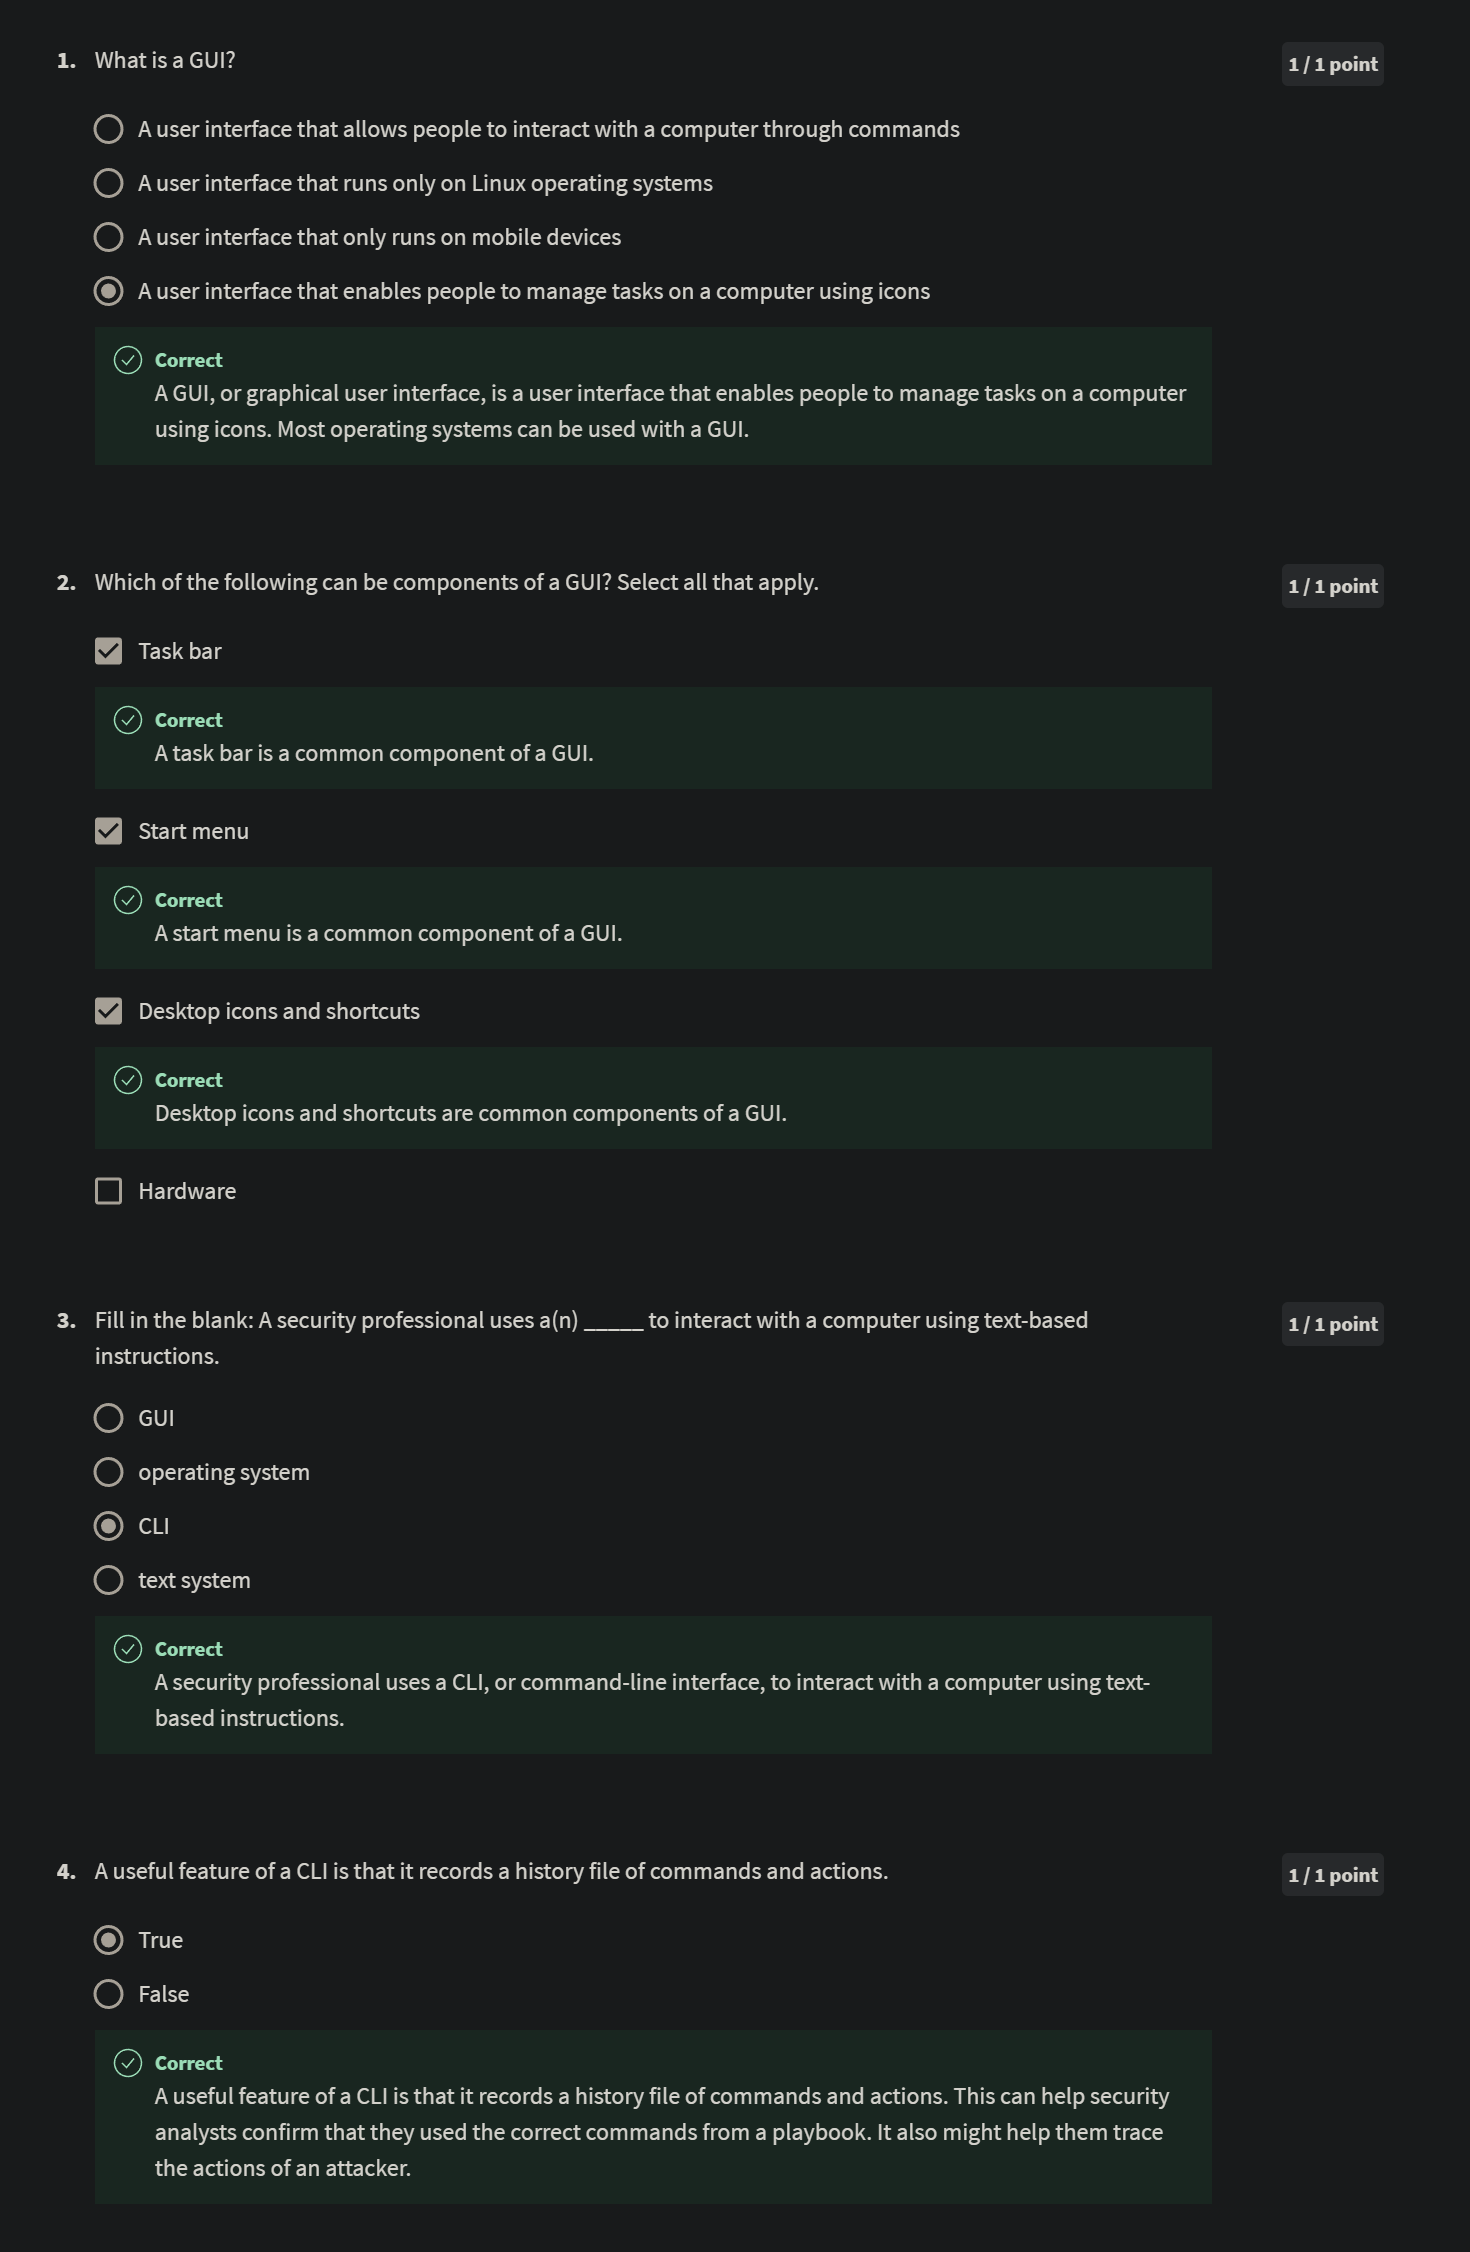 1. What is a GUI?
1 / 1 point
A user interface that allows people to interact with a computer through commands
A user interface that runs only on Linux operating systems
A user interface that only runs on mobile devices
A user interface that enables people to manage tasks on a computer using icons
Correct
A GUI, or graphical user interface, is a user interface that enables people to manage tasks on a computer
using icons. Most operating systems can be used with a GUI.
2. Which of the following can be components of a GUI? Select all that apply.
1 / 1 point
Task bar
Correct
A task bar is a common component of a GUI.
Start menu
Correct
A start menu is a common component of a GUI.
Desktop icons and shortcuts
Correct
Desktop icons and shortcuts are common components of a GUI.
Hardware
3. Fill in the blank: A security professional uses a(n) _____ to interact with a computer using text-based
instructions.
1 / 1 point
GUI
operating system
CLI
text system
Correct
A security professional uses a CLI, or command-line interface, to interact with a computer using text-
based instructions.
4. A useful feature of a CLI is that it records a history file of commands and actions.
1 / 1 point
True
False
Correct
A useful feature of a CLI is that it records a history file of commands and actions. This can help security
analysts confirm that they used the correct commands from a playbook. It also might help them trace
the actions of an attacker.